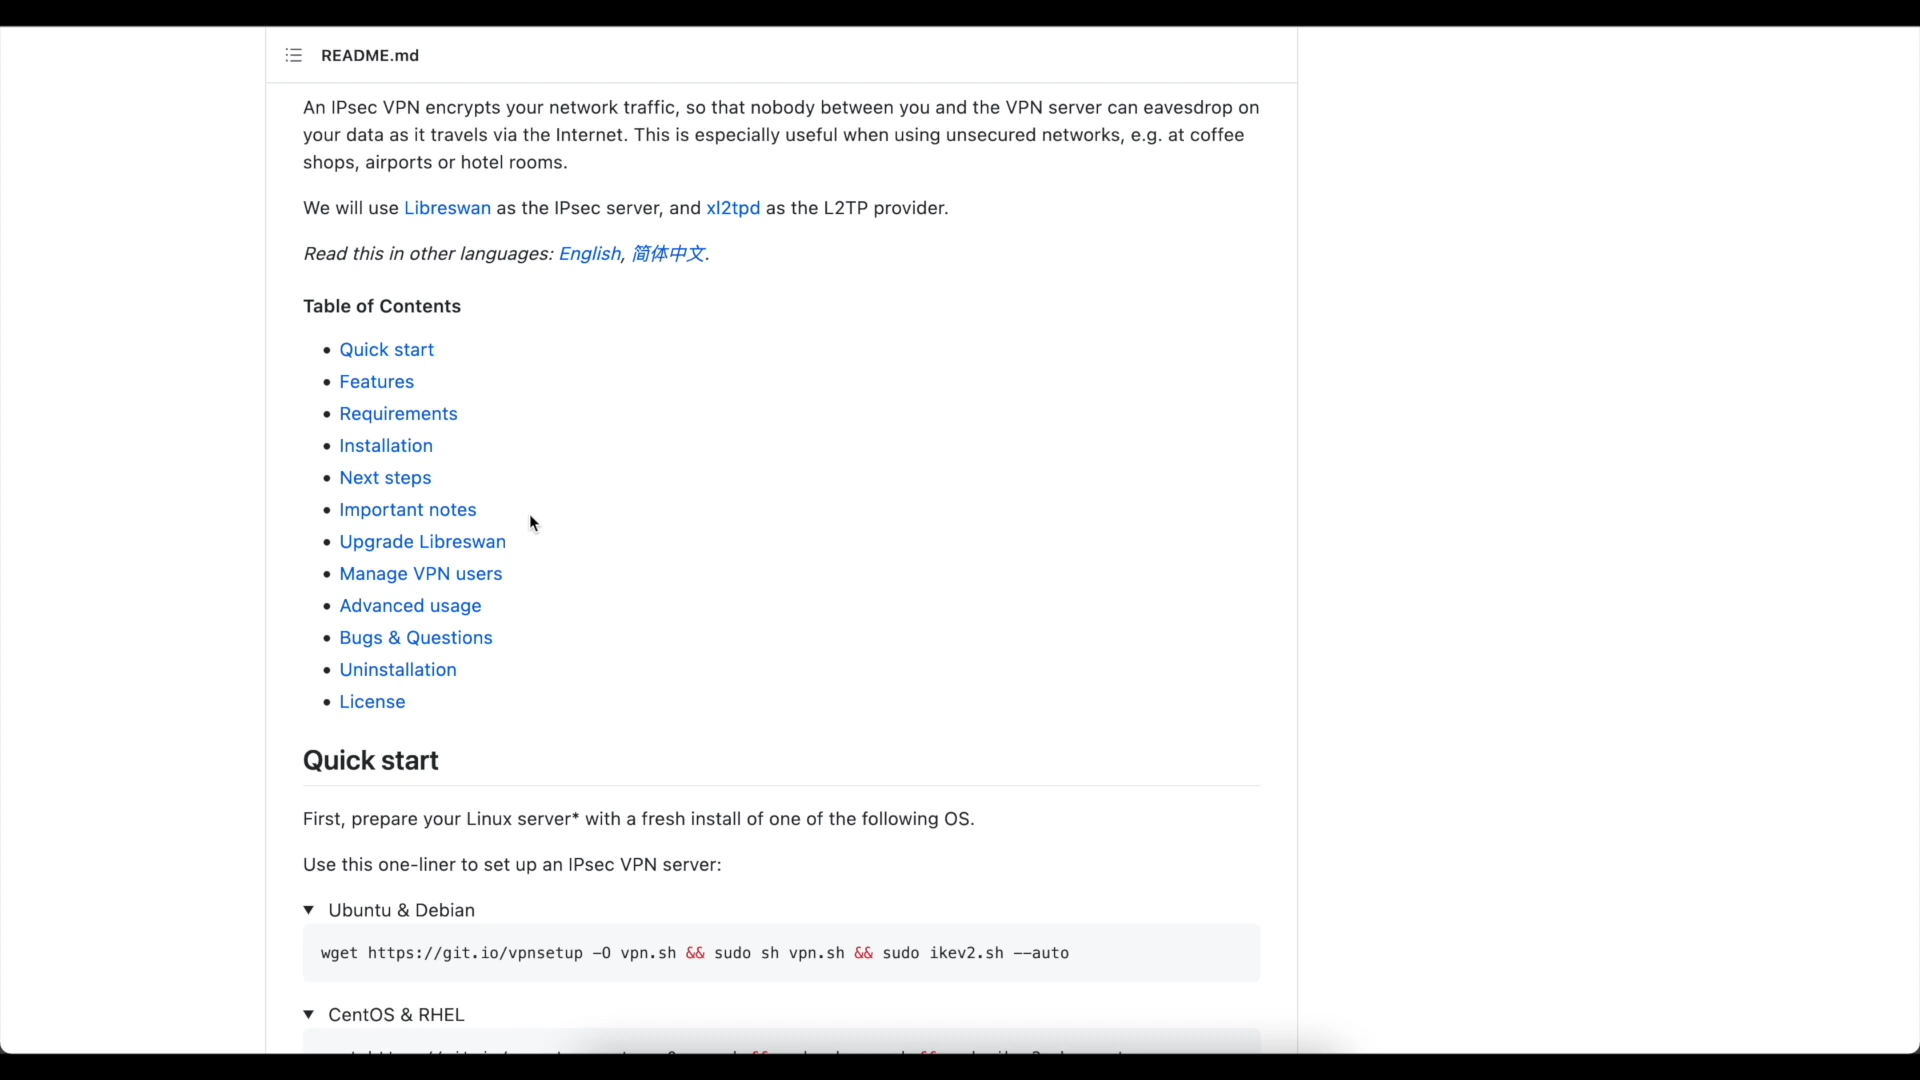 README.md
An IPsec VPN encrypts your network traffic, so that nobody between you and the VPN server can eavesdrop on
your data as it travels via the Internet. This is especially useful when using unsecured networks, e.g. at coffee
shops, airports or hotel rooms.
We will use Libreswan as the IPsec server, and xl2tpd as the L2TP provider.
Read this in other languages: English, 简体中文.
Table of Contents
Quick start
Features
Requirements
Installation
Next steps
Important notes
Upgrade Libreswan
Manage VPN users
Advanced usage
Bugs & Questions
Uninstallation
License
Quick start
First, prepare your Linux server* with a fresh install of one of the following OS.
Use this one-liner to set up an IPsec VPN server:
Ubuntu & Debian
wget https://git.io/vpnsetup -O vpn.sh && sudo sh vpn.sh && sudo ikev2.sh --auto
CentOS & RHEL